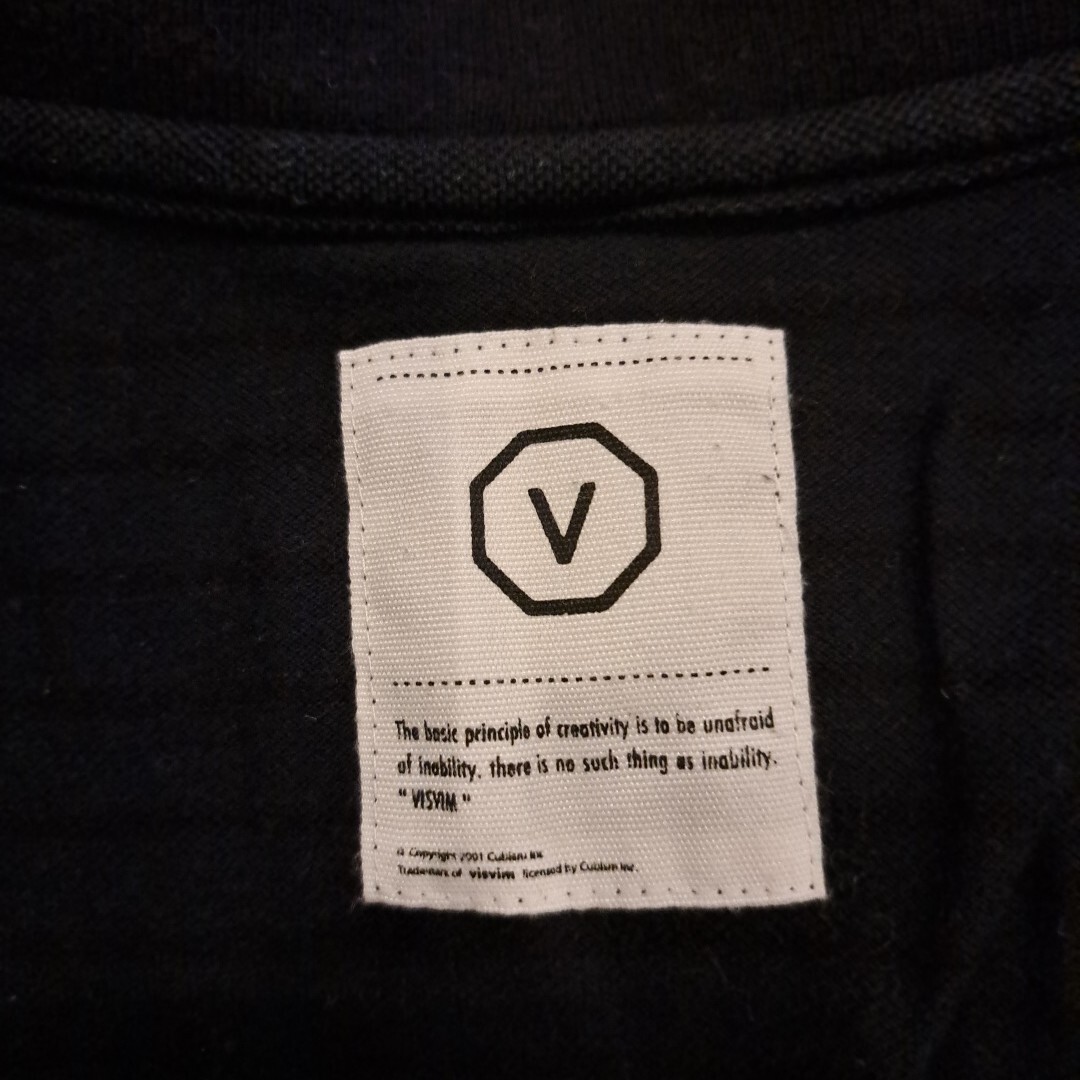 V
The basic principle of creativity is to be unafraid
of inability. there is no such thing as inability.
" VISVIM "
© Copyright 2001 Cubism Inc
Trademark of visvim licensed by Cubism Inc.